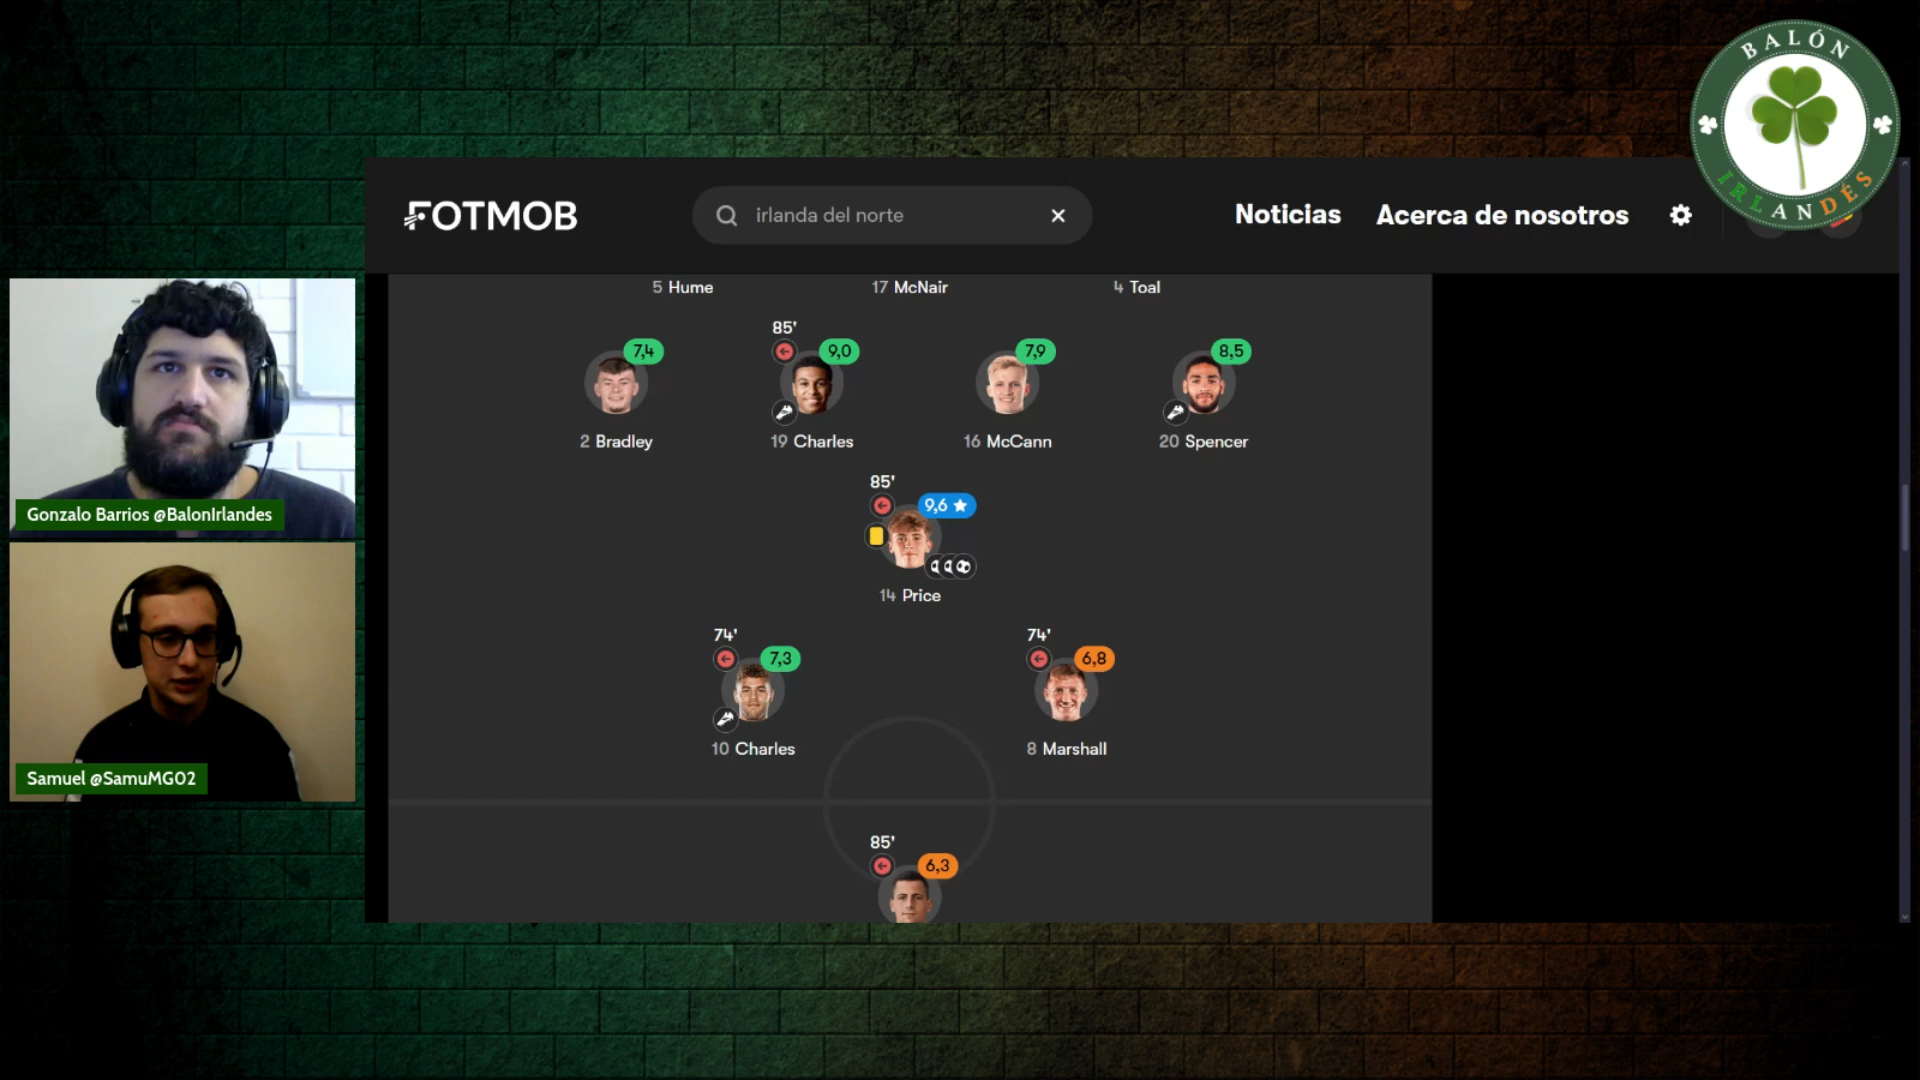 BALÓN
IRLANDÉS
FOTMOB
irlanda del norte
Noticias
Acerca de nosotros
5 Hume
17 McNair
4 Toal
85'
7,4
9,0
7,9
8,5
2 Bradley
19 Charles
16 McCann
20 Spencer
85'
9,6
14 Price
74'
7,3
74'
6,8
10 Charles
8 Marshall
85'
6,3
Gonzalo Barrios @BalonIrlandes
Samuel @SamuMG02